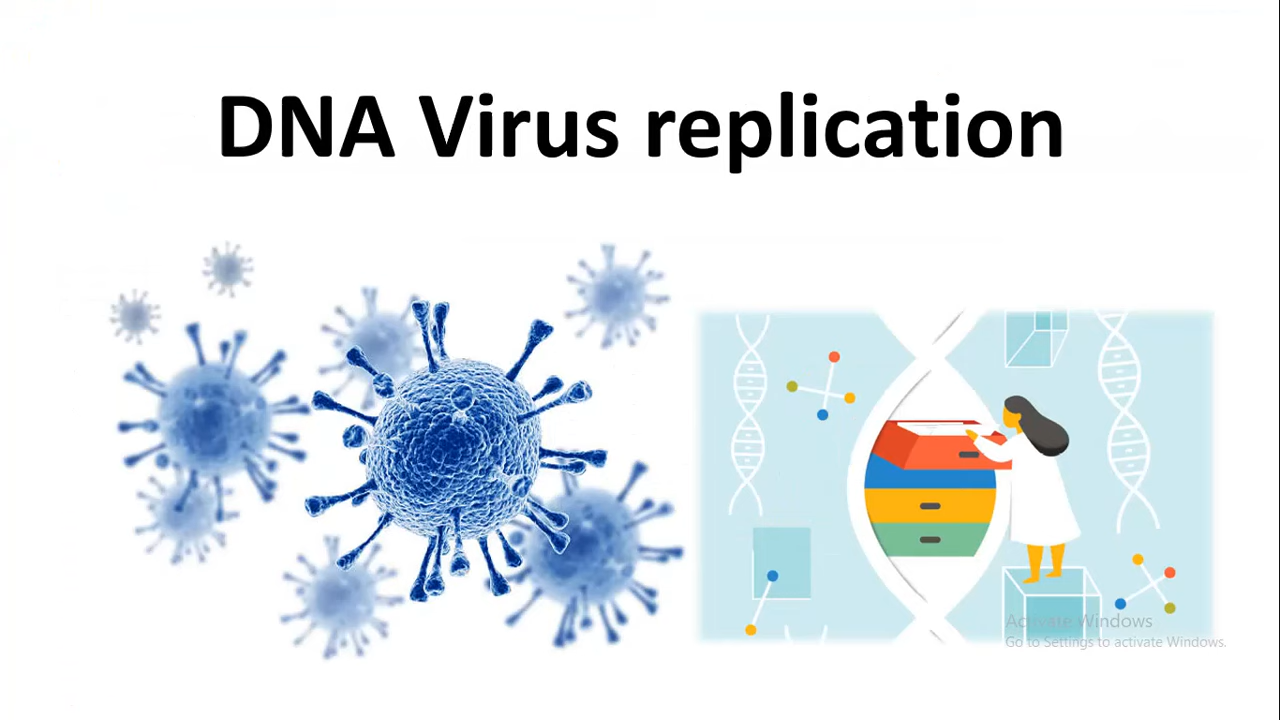 DNA Virus replication
Activate Windows
Go to Settings to activate Windows.